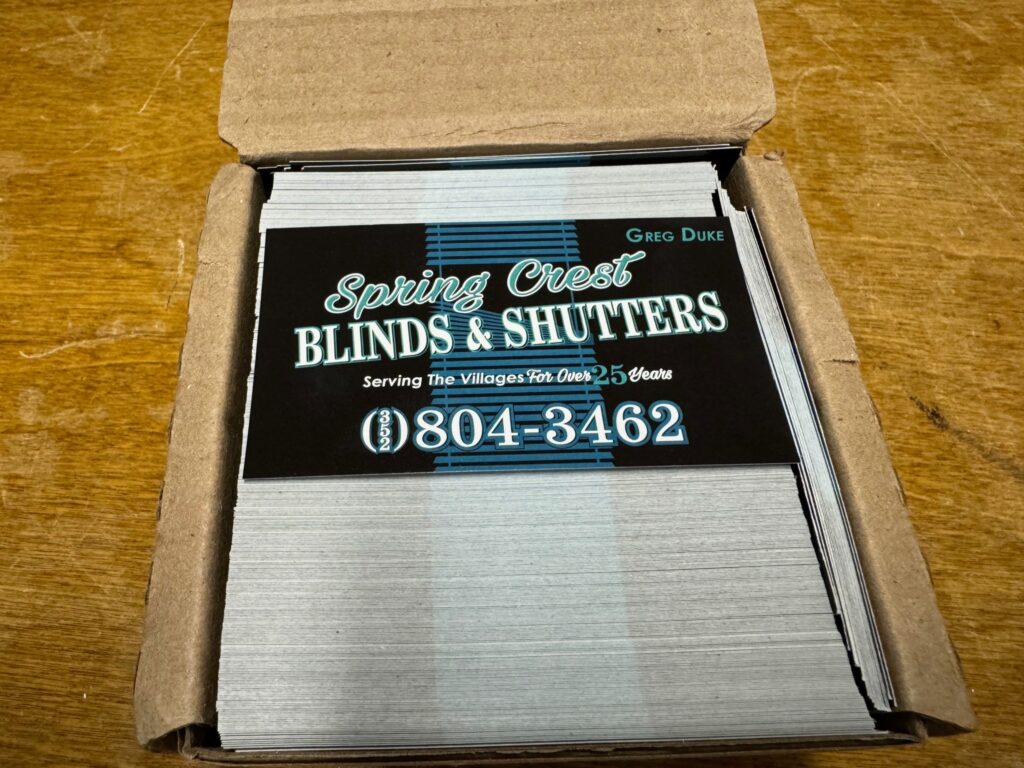 Greg Duke
Spring Crest
BLINDS & SHUTTERS
Serving The Villages For Over 25 Years
(352) 804-3462